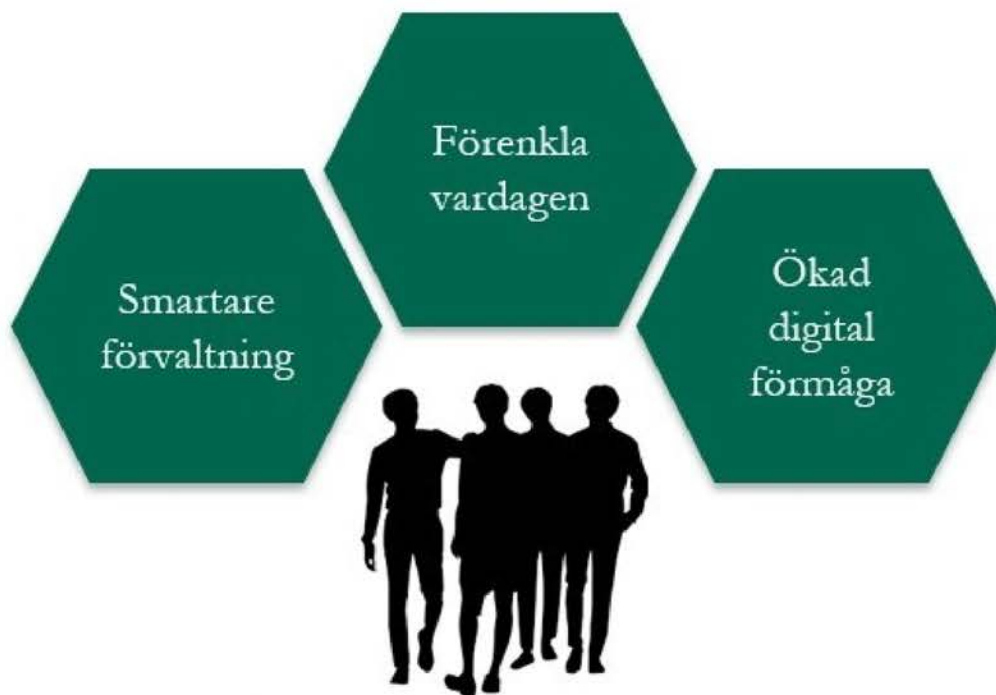 Smartare
förvaltning
Förenkla
vardagen
Ökad
digital
förmåga